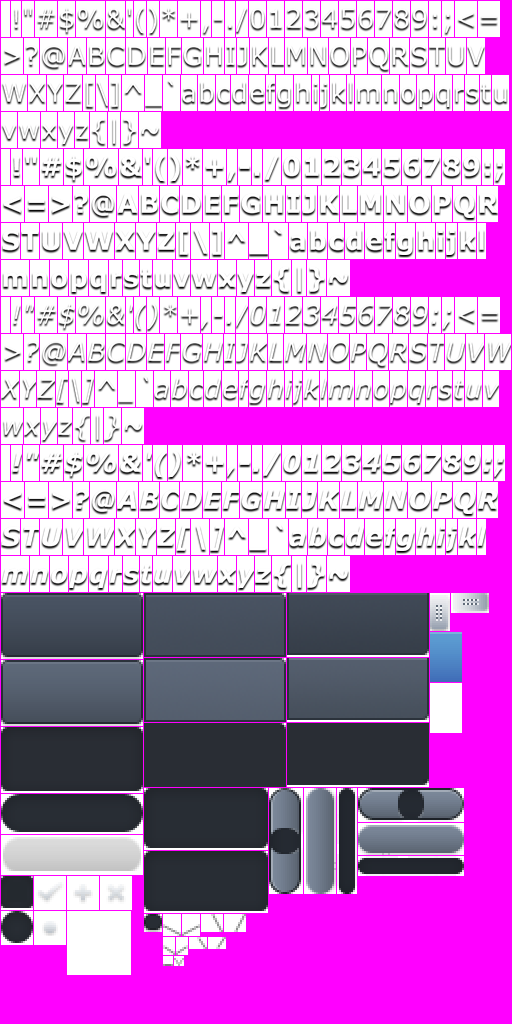 !"#$%&'()*+,-./0123456789:;<=
>?@ABCDEFGHIJKLMNOPQRSTUV
WXYZ[\]^_`abcdefghijklmnopqrstu
vwxyz{|}~
!"#$%&'()*+,-./0123456789:;
<=>?@ABCDEFGHIJKLMNOPQR
STUVWXYZ[\]^_`abcdefghijkl
mnopqrstuvwxyz{|}~
!"#$%&'()*+,-./0123456789:;<=
>?@ABCDEFGHIJKLMNOPQRSTUVW
XYZ[\]^_`abcdefghijklmnopqrstuv
wxyz{|}~
!"#$%&'()*+,-./0123456789:;
<=>?@ABCDEFGHIJKLMNOPQR
STUVWXYZ[\]^_`abcdefghijkl
mnopqrstuvwxyz{|}~